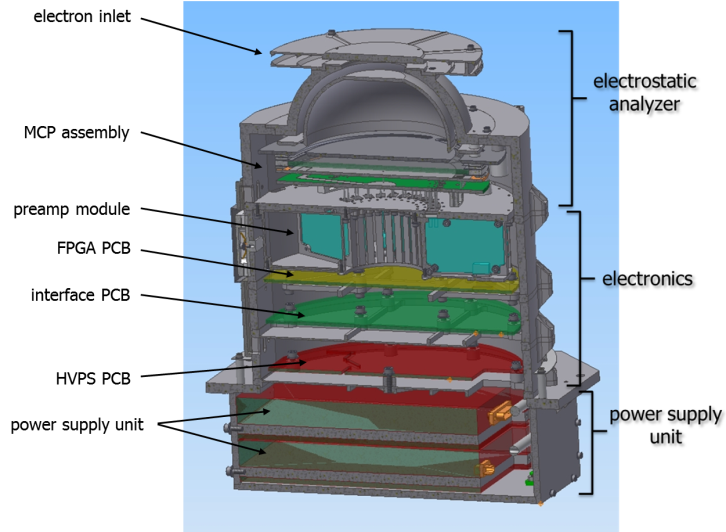 electron inlet
MCP assembly
preamp module
FPGA PCB
interface PCB
HVPS PCB
power supply unit
electrostatic
analyzer
electronics
power supply
unit